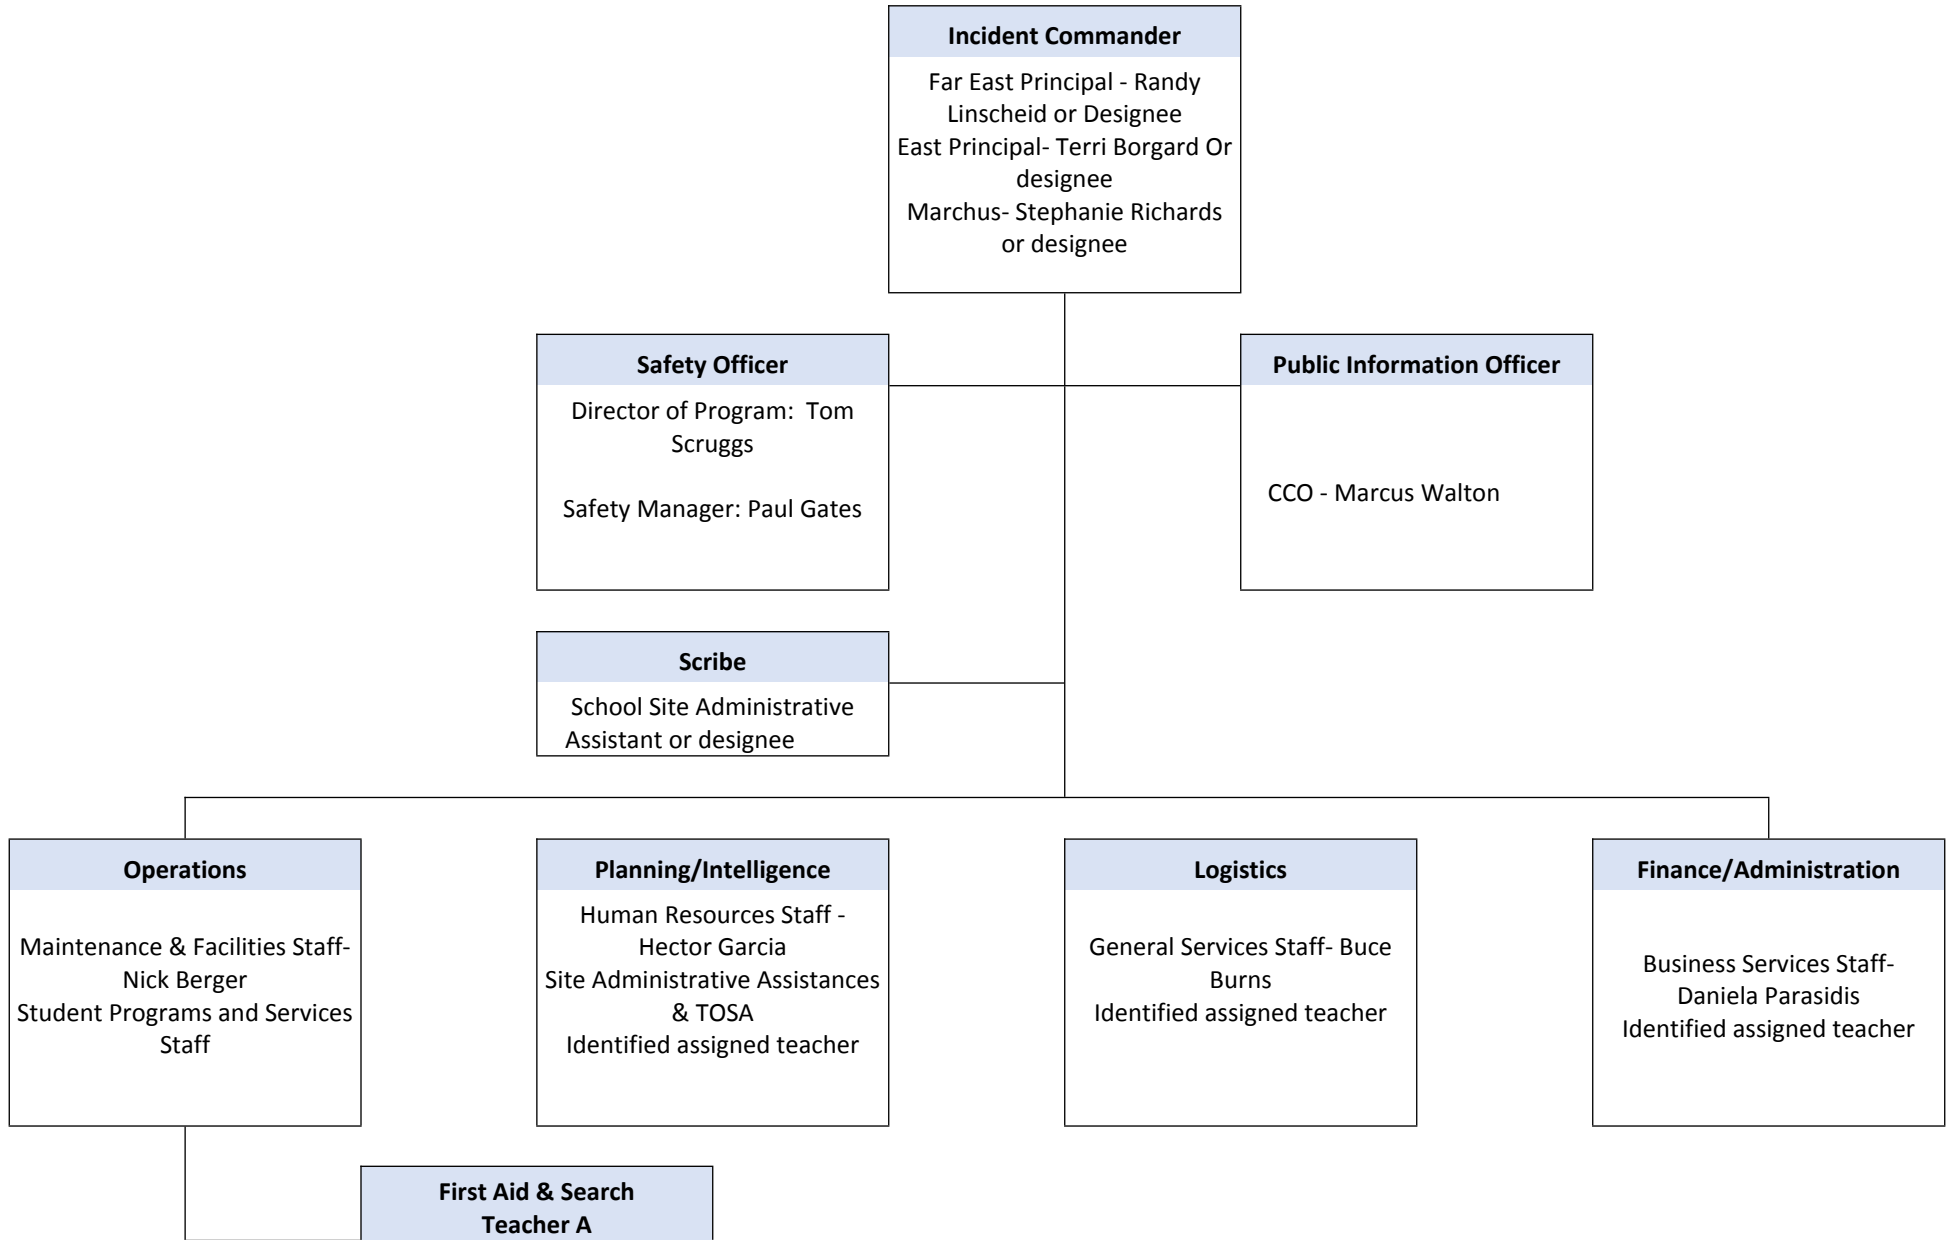 Incident Commander
Far East Principal - Randy
Linscheid or Designee
East Principal- Terri Borgard Or
designee
Marchus- Stephanie Richards
or designee
Safety Officer
Director of Program:  Tom
Scruggs
Safety Manager: Paul Gates
Public Information Officer
CCO - Marcus Walton
Scribe
School Site Administrative
Assistant or designee
Operations
Maintenance & Facilities Staff-
Nick Berger
Student Programs and Services
Staff
Planning/Intelligence
Human Resources Staff -
Hector Garcia
Site Administrative Assistances
& TOSA
Identified assigned teacher
Logistics
General Services Staff- Buce
Burns
Identified assigned teacher
Finance/Administration
Business Services Staff-
Daniela Parasidis
Identified assigned teacher
First Aid & Search
Teacher A